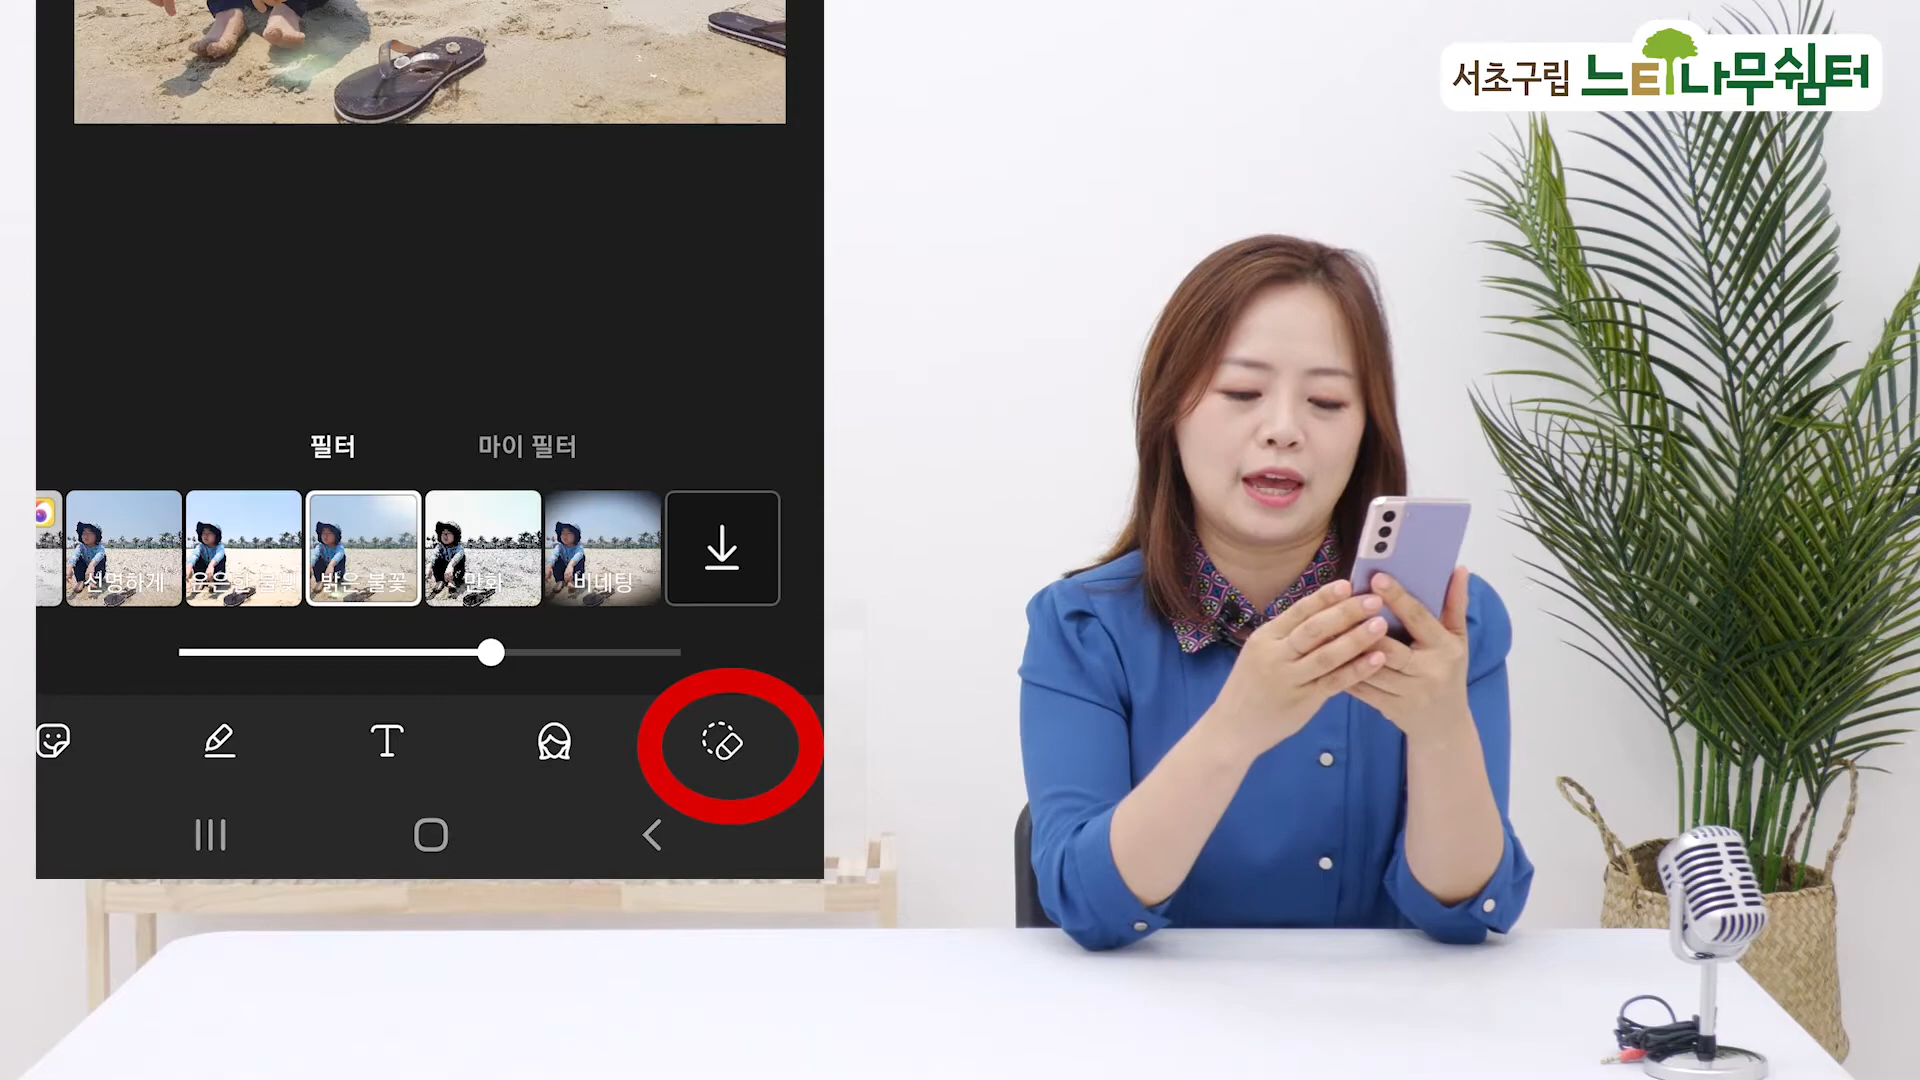 서초구립 느티나무쉼터
필터 마이 필터
선명하게 은은한 불꽃 밝은 불꽃 만화 비네팅